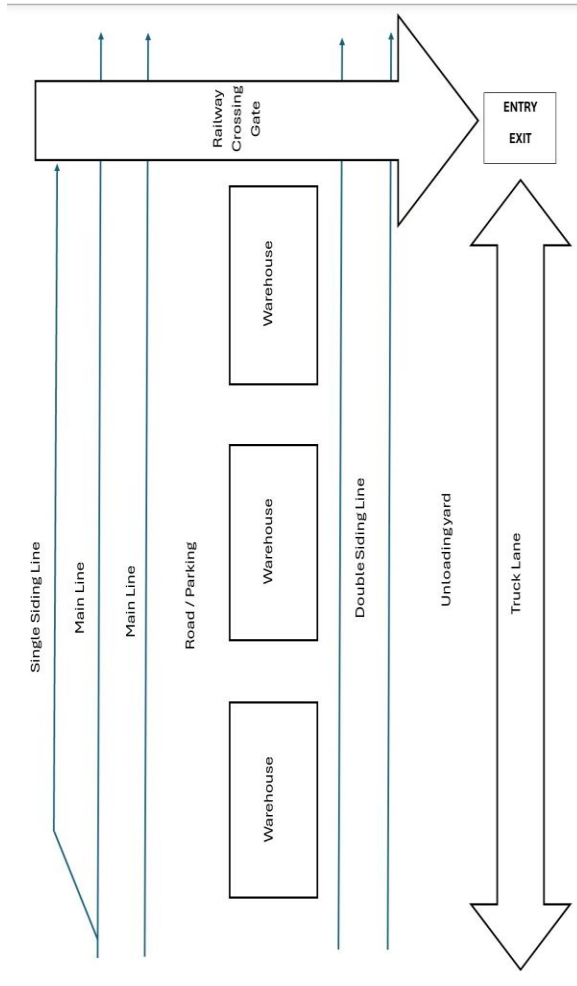 Railway
Crossing
Gate
ENTRY
EXIT
Warehouse
Warehouse
Warehouse
Single Siding Line
Main Line
Main Line
Road / Parking
Double Siding Line
Unloading yard
Truck Lane